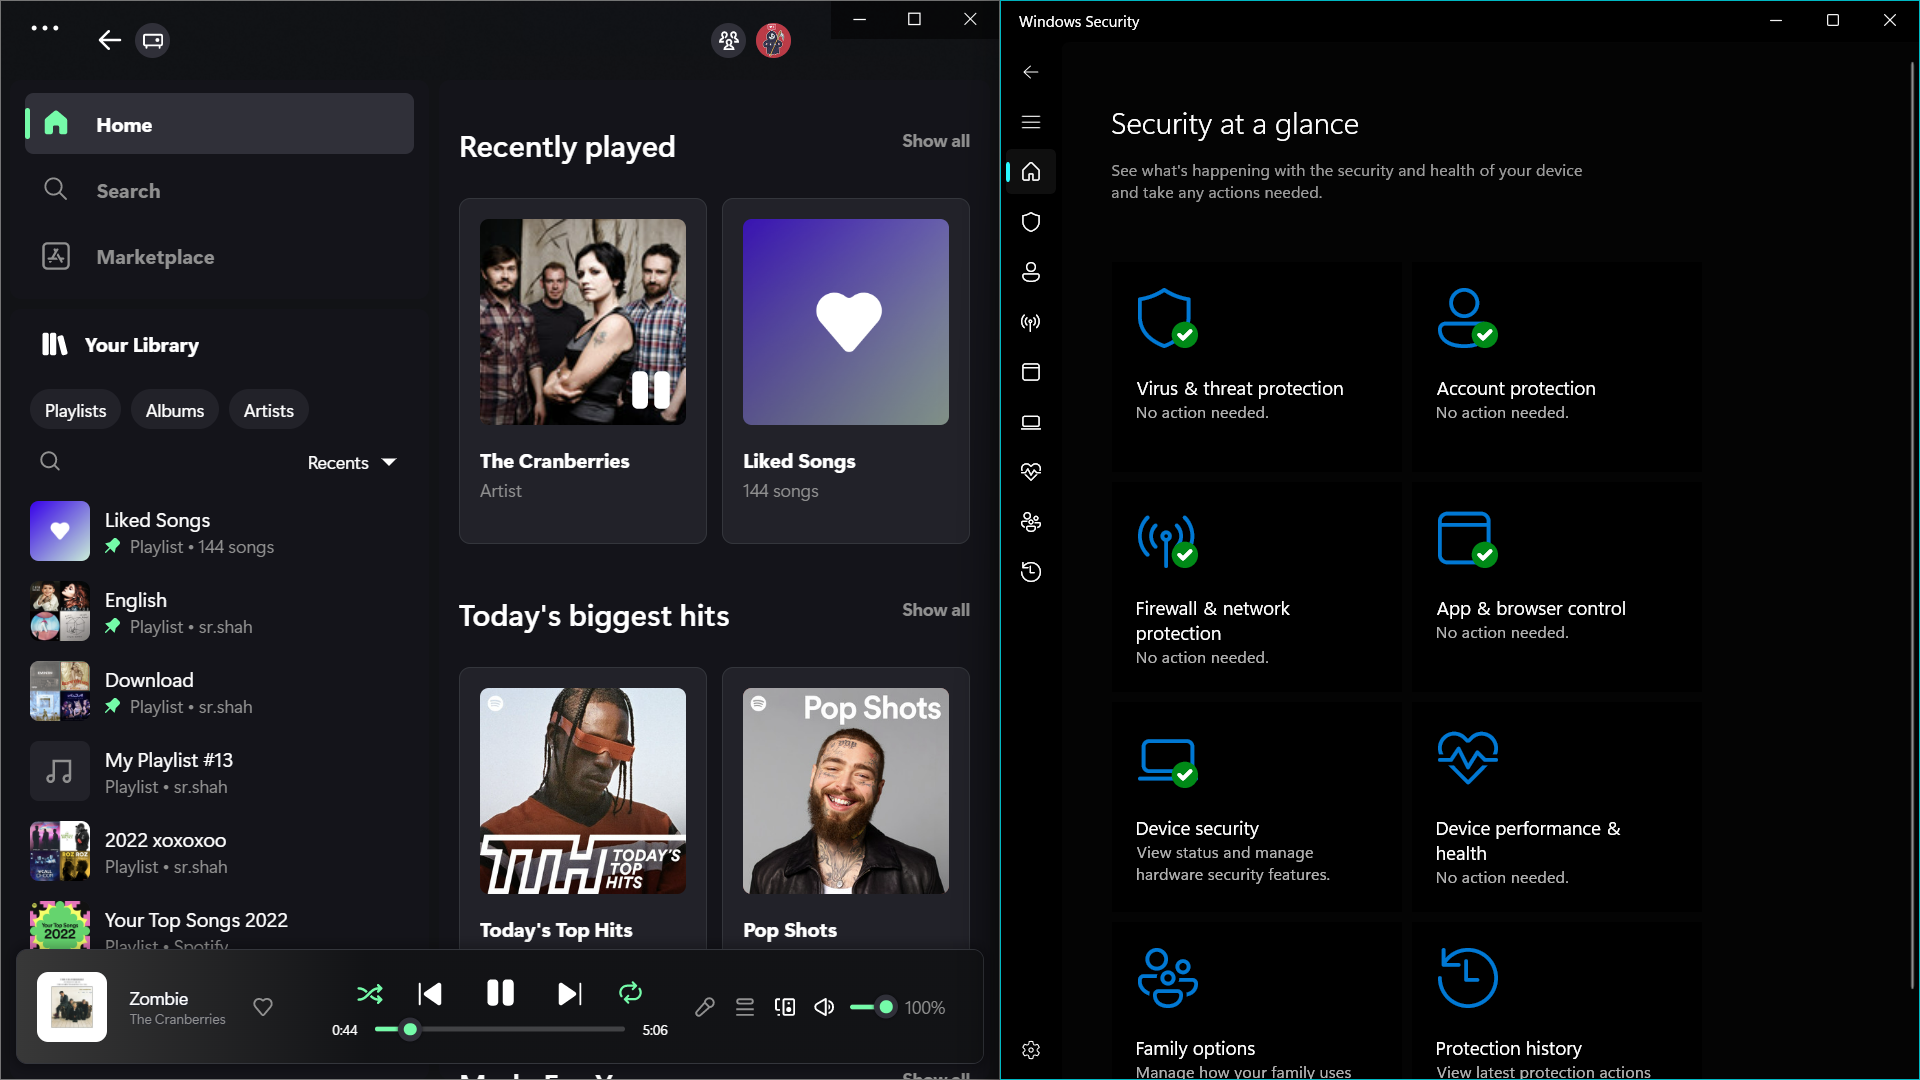 Home
Search
Marketplace
Your Library
Playlists
Albums
Artists
Recents
Liked Songs
Playlist • 144 songs
English
Playlist • sr.shah
Download
Playlist • sr.shah
My Playlist #13
Playlist • sr.shah
2022 xoxoxoo
Playlist • sr.shah
Your Top Songs
2022
Your Top Songs 2022
Playlist • Spotify
Recently played
Show all
The Cranberries
Artist
Liked Songs
144 songs
Today's biggest hits
Show all
TTH TODAY'S
TOP
HITS
Today's Top Hits
Pop Shots
Pop Shots
Show all
Zombie
The Cranberries
0:44
5:06
100%
Windows Security
Security at a glance
See what's happening with the security and health of your device
and take any actions needed.
Virus & threat protection
No action needed.
Account protection
No action needed.
Firewall & network
protection
No action needed.
App & browser control
No action needed.
Device security
View status and manage
hardware security features.
Device performance &
health
No action needed.
Family options
Manage how your family uses
Protection history
View latest protection actions